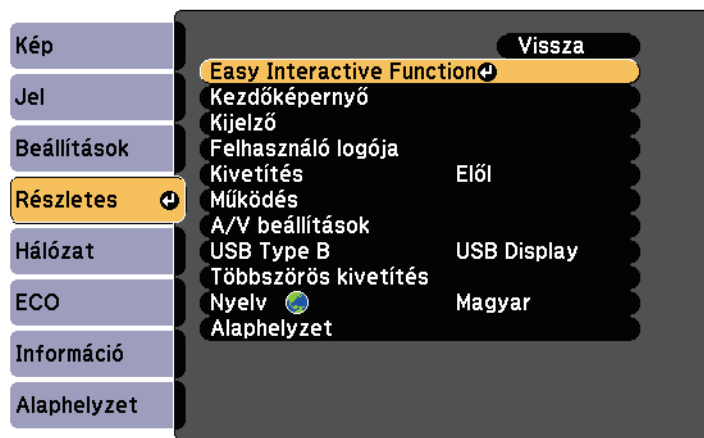 Kép
Jel
Beállítások
Részletes
Hálózat
ECO
Információ
Alaphelyzet
Vissza
Easy Interactive Function
Kezdőképernyő
Kijelző
Felhasználó logója
Kivetítés Elől
Működés
A/V beállítások
USB Type B USB Display
Többszörös kivetítés
Nyelv Magyar
Alaphelyzet